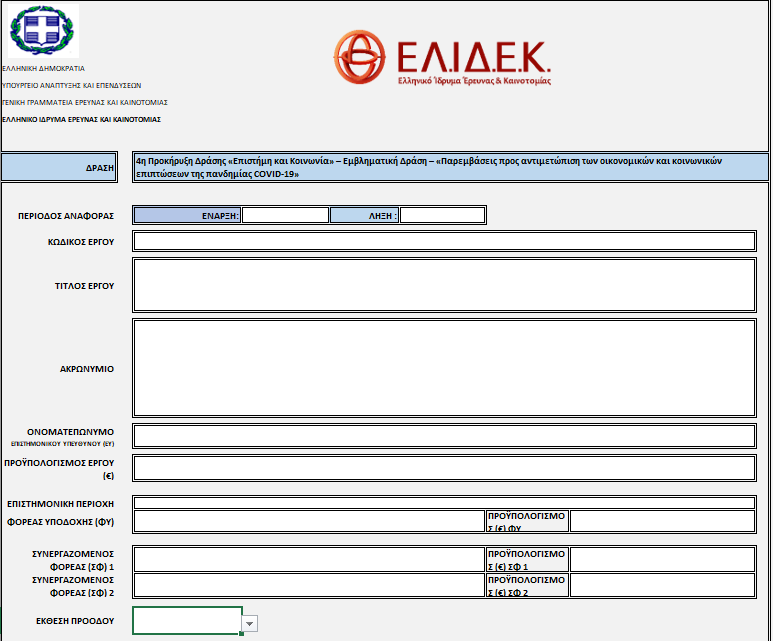 ΕΛΛΗΝΙΚΗ ΔΗΜΟΚΡΑΤΙΑ
ΥΠΟΥΡΓΕΙΟ ΑΝΑΠΤΥΞΗΣ ΚΑΙ ΕΠΕΝΔΥΣΕΩΝ
ΓΕΝΙΚΗ ΓΡΑΜΜΑΤΕΙΑ ΕΡΕΥΝΑΣ ΚΑΙ ΚΑΙΝΟΤΟΜΙΑΣ
ΕΛΛΗΝΙΚΟ ΙΔΡΥΜΑ ΕΡΕΥΝΑΣ ΚΑΙ ΚΑΙΝΟΤΟΜΙΑΣ
ΕΛ.Ι.Δ.Ε.Κ.
Ελληνικό Ίδρυμα Έρευνας & Καινοτομίας
ΔΡΑΣΗ
4η Προκήρυξη Δράσης «Επιστήμη και Κοινωνία» – Εμβληματική Δράση – «Παρεμβάσεις προς αντιμετώπιση των οικονομικών και κοινωνικών
επιπτώσεων της πανδημίας COVID-19»
ΠΕΡΙΟΔΟΣ ΑΝΑΦΟΡΑΣ ΕΝΑΡΞΗ: ΛΗΞΗ :
ΚΩΔΙΚΟΣ ΕΡΓΟΥ
ΤΙΤΛΟΣ ΕΡΓΟΥ
ΑΚΡΩΝΥΜΙΟ
ΟΝΟΜΑΤΕΠΩΝΥΜΟ
ΕΠΙΣΤΗΜΟΝΙΚΟΥ ΥΠΕΥΘΥΝΟΥ (ΕΥ)
ΠΡΟΫΠΟΛΟΓΙΣΜΟΣ ΕΡΓΟΥ
(€)
ΕΠΙΣΤΗΜΟΝΙΚΗ ΠΕΡΙΟΧΗ
ΦΟΡΕΑΣ ΥΠΟΔΟΧΗΣ (ΦΥ)
ΠΡΟΫΠΟΛΟΓΙΣΜΟ
Σ (€) ΦΥ
ΣΥΝΕΡΓΑΖΟΜΕΝΟΣ
ΦΟΡΕΑΣ (ΣΦ) 1
ΠΡΟΫΠΟΛΟΓΙΣΜΟ
Σ (€) ΣΦ 1
ΣΥΝΕΡΓΑΖΟΜΕΝΟΣ
ΦΟΡΕΑΣ (ΣΦ) 2
ΠΡΟΫΠΟΛΟΓΙΣΜΟ
Σ (€) ΣΦ 2
ΕΚΘΕΣΗ ΠΡΟΟΔΟΥ